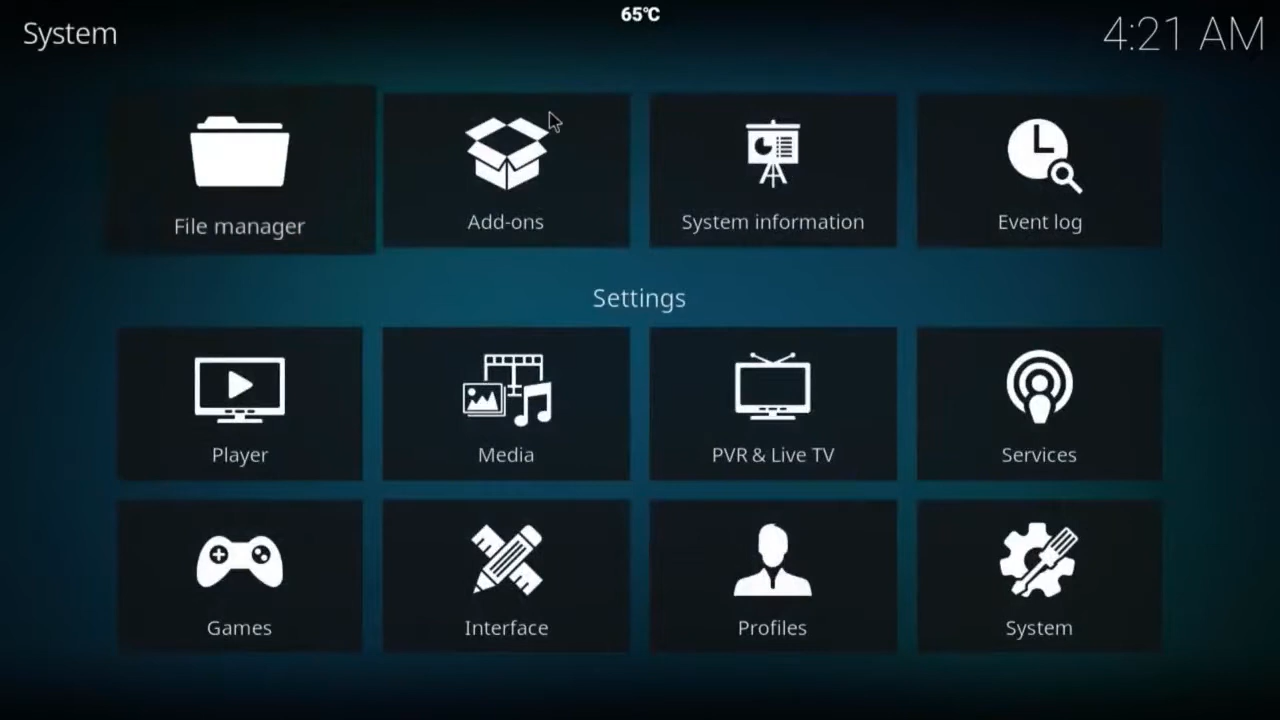 System
65℃
4:21 AM
File manager
Add-ons
System information
Event log
Settings
Player
Media
PVR & Live TV
Services
Games
Interface
Profiles
System